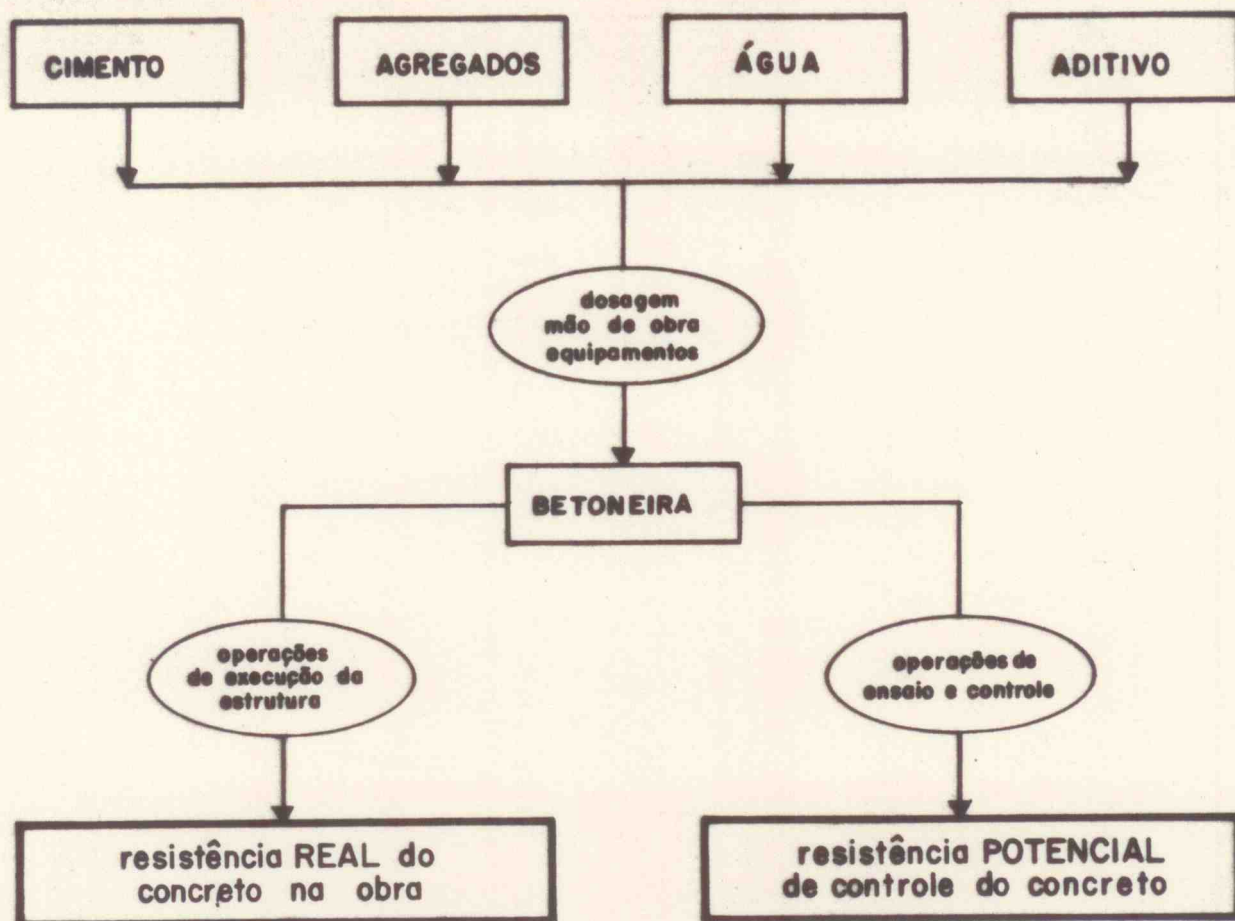 CIMENTO
AGREGADOS
ÁGUA
ADITIVO
dosagem
mão de obra
equipamentos
BETONEIRA
operações
de execução da
estrutura
operações de
ensaio e controle
resistência REAL do
concreto na obra
resistência POTENCIAL
de controle do concreto